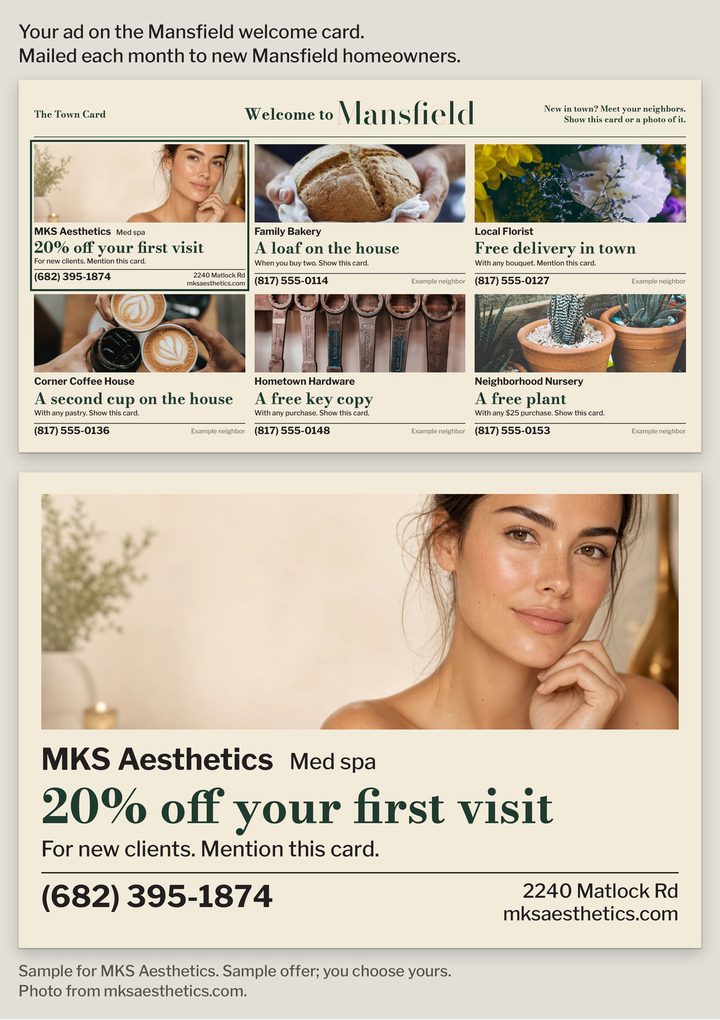 Your ad on the Mansfield welcome card.
Mailed each month to new Mansfield homeowners.
The Town Card
Welcome to Mansfield
New in town? Meet your neighbors.
Show this card or a photo of it.
MKS Aesthetics Med spa
20% off your first visit
For new clients. Mention this card.
(682) 395-1874
2240 Matlock Rd
mksaesthetics.com
Family Bakery
A loaf on the house
When you buy two. Show this card.
(817) 555-0114 Example neighbor
Local Florist
Free delivery in town
With any bouquet. Mention this card.
(817) 555-0127 Example neighbor
Corner Coffee House
A second cup on the house
With any pastry. Show this card.
(817) 555-0136 Example neighbor
Hometown Hardware
A free key copy
With any purchase. Show this card.
(817) 555-0148 Example neighbor
Neighborhood Nursery
A free plant
With any $25 purchase. Show this card.
(817) 555-0153 Example neighbor
MKS Aesthetics Med spa
20% off your first visit
For new clients. Mention this card.
(682) 395-1874
2240 Matlock Rd
mksaesthetics.com
Sample for MKS Aesthetics. Sample offer; you choose yours.
Photo from mksaesthetics.com.